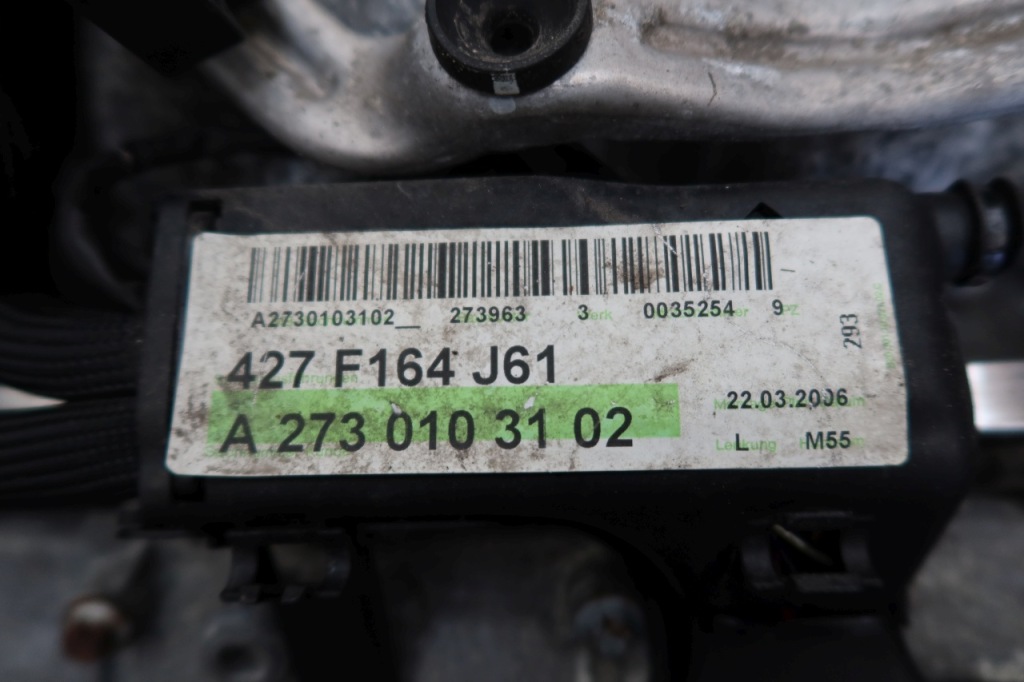 A2730103102__ 273963 3 0035254 9
427 F164 J61
A 273 010 31 02
22.03.2006
L M55
293